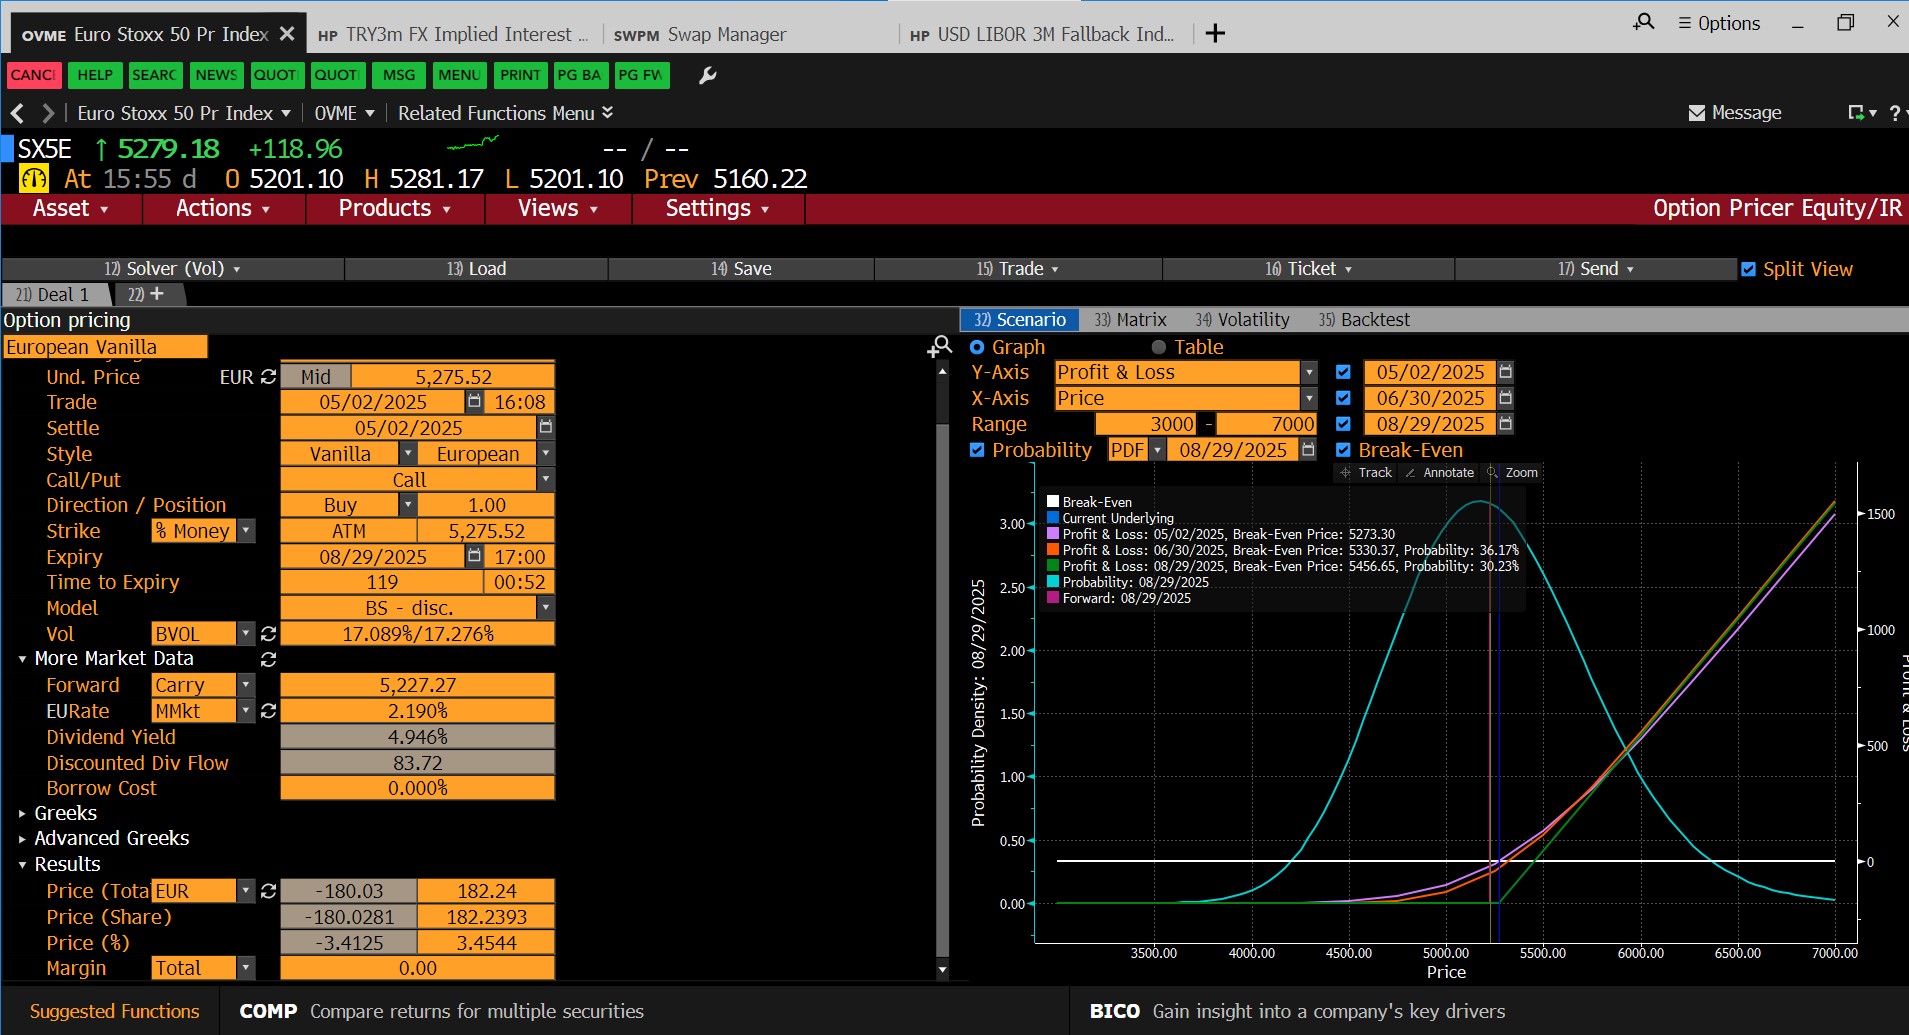 OVME Euro Stoxx 50 Pr Index
HP TRY3m FX Implied Interest ...
SWPM Swap Manager
HP USD LIBOR 3M Fallback Ind...
Options
CANC HELP SEARC NEWS QUOT QUOT MSG MENU PRINT PG BA PG FW
Euro Stoxx 50 Pr Index OVME Related Functions Menu
Message
?
SX5E ↑ 5279.18 +118.96 -- / --
At 15:55 d O 5201.10 H 5281.17 L 5201.10 Prev 5160.22
Asset Actions Products Views Settings Option Pricer Equity/IR
12) Solver (Vol) 13) Load 14) Save 15) Trade 16) Ticket 17) Send Split View
21) Deal 1 22) +
Option pricing
European Vanilla
Und. Price EUR Mid 5,275.52
Trade 05/02/2025 16:08
Settle 05/02/2025
Style Vanilla European
Call/Put Call
Direction / Position Buy 1.00
Strike % Money ATM 5,275.52
Expiry 08/29/2025 17:00
Time to Expiry 119 00:52
Model BS - disc.
Vol BVOL 17.089%/17.276%
More Market Data
Forward Carry 5,227.27
EURate MMkt 2.190%
Dividend Yield 4.946%
Discounted Div Flow 83.72
Borrow Cost 0.000%
Greeks
Advanced Greeks
Results
Price (Tota EUR -180.03 182.24
Price (Share) -180.0281 182.2393
Price (%) -3.4125 3.4544
Margin Total 0.00
32) Scenario 33) Matrix 34) Volatility 35) Backtest
Graph Table
Y-Axis Profit & Loss 05/02/2025
X-Axis Price 06/30/2025
Range 3000 - 7000 08/29/2025
Probability PDF 08/29/2025 Break-Even
Track Annotate Zoom
Break-Even
Current Underlying
Profit & Loss: 05/02/2025, Break-Even Price: 5273.30
Profit & Loss: 06/30/2025, Break-Even Price: 5330.37, Probability: 36.17%
Profit & Loss: 08/29/2025, Break-Even Price: 5456.65, Probability: 30.23%
Probability: 08/29/2025
Forward: 08/29/2025
Probability Density: 08/29/2025
3.00
2.50
2.00
1.50
1.00
0.50
0.00
1500
1000
500
0
Profit & Loss
3500.00 4000.00 4500.00 5000.00 5500.00 6000.00 6500.00 7000.00
Price
Suggested Functions COMP Compare returns for multiple securities BICO Gain insight into a company's key drivers